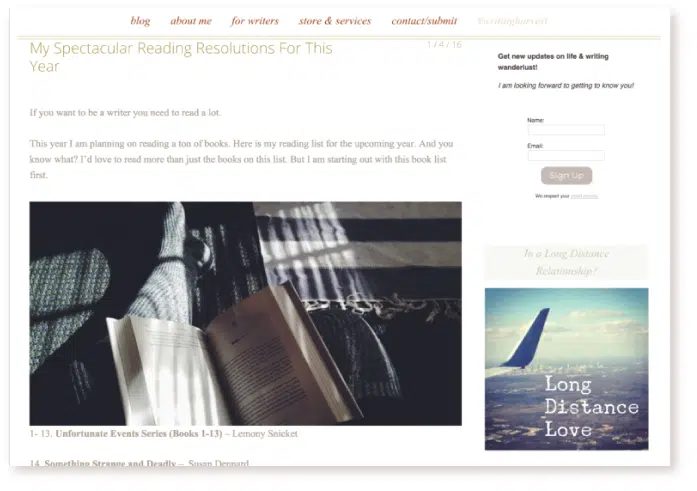 blog about me for writers store & services contact/submit #writingharvest
My Spectacular Reading Resolutions For This
Year
1 / 4 / 16
If you want to be a writer you need to read a lot.
This year I am planning on reading a ton of books. Here is my reading list for the upcoming year. And you
know what? I’d love to read more than just the books on this list. But I am starting out with this book list
first.
1- 13. Unfortunate Events Series (Books 1-13) – Lemony Snicket
14. Something Strange and Deadly – Susan Dennard
Get new updates on life & writing
wanderlust!
I am looking forward to getting to know you!
Name:
Email:
Sign Up
We respect your email privacy
In a Long Distance
Relationship?
Long
Distance
Love